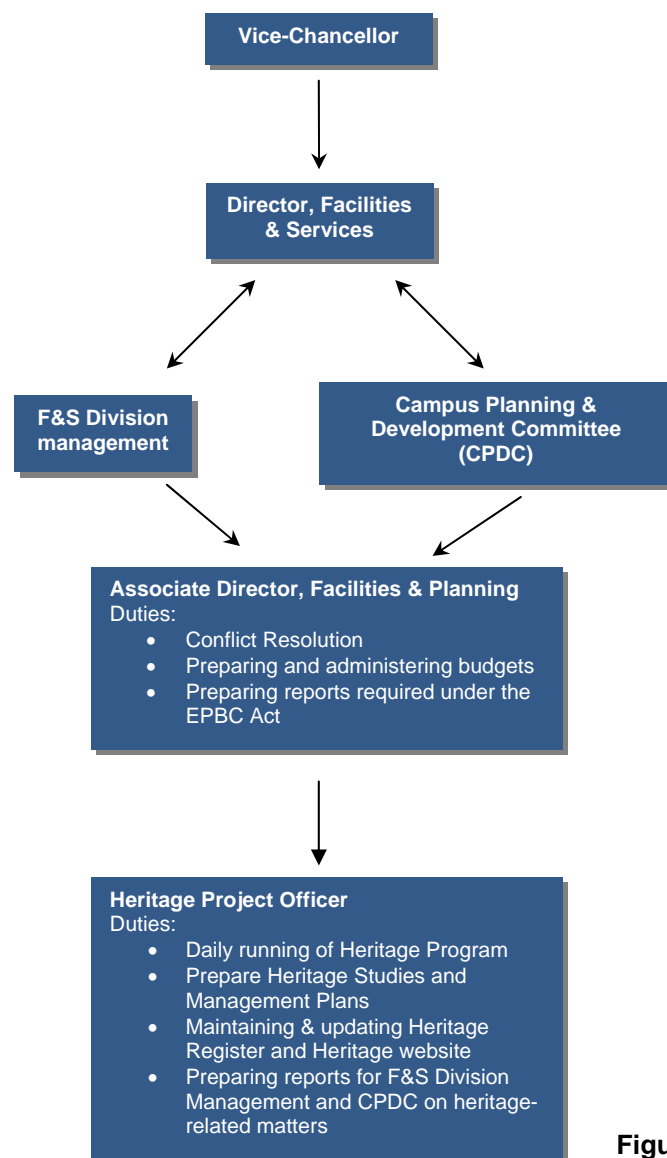 Vice-Chancellor
Director, Facilities
& Services
F&S Division
management
Campus Planning &
Development Committee
(CPDC)
Associate Director, Facilities & Planning
Duties:
• Conflict Resolution
• Preparing and administering budgets
• Preparing reports required under the
EPBC Act
Heritage Project Officer
Duties:
• Daily running of Heritage Program
• Prepare Heritage Studies and
Management Plans
• Maintaining & updating Heritage
Register and Heritage website
• Preparing reports for F&S Division
Management and CPDC on heritage-
related matters
Figu